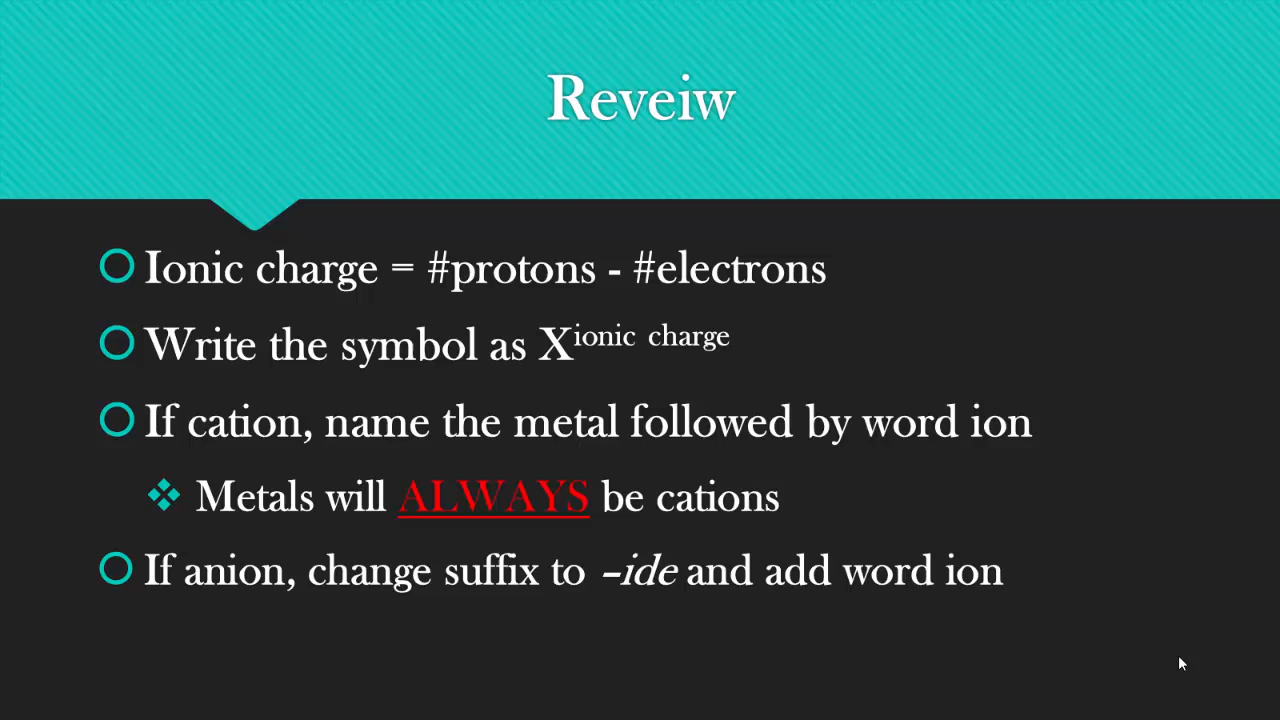 Reveiw
Ionic charge = #protons - #electrons
Write the symbol as X^ionic charge
If cation, name the metal followed by word ion
Metals will ALWAYS be cations
If anion, change suffix to –ide and add word ion